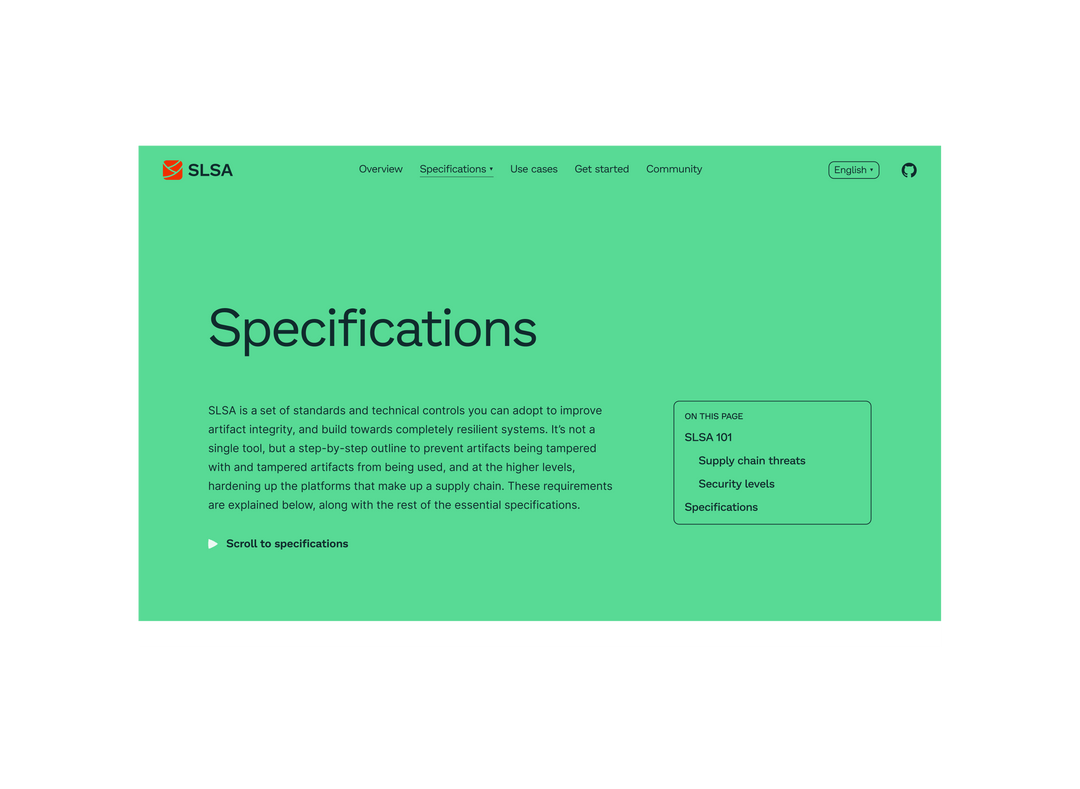 SLSA
Overview
Specifications ▾
Use cases
Get started
Community
English ▾
Specifications
SLSA is a set of standards and technical controls you can adopt to improve
artifact integrity, and build towards completely resilient systems. It’s not a
single tool, but a step-by-step outline to prevent artifacts being tampered
with and tampered artifacts from being used, and at the higher levels,
hardening up the platforms that make up a supply chain. These requirements
are explained below, along with the rest of the essential specifications.
Scroll to specifications
ON THIS PAGE
SLSA 101
Supply chain threats
Security levels
Specifications